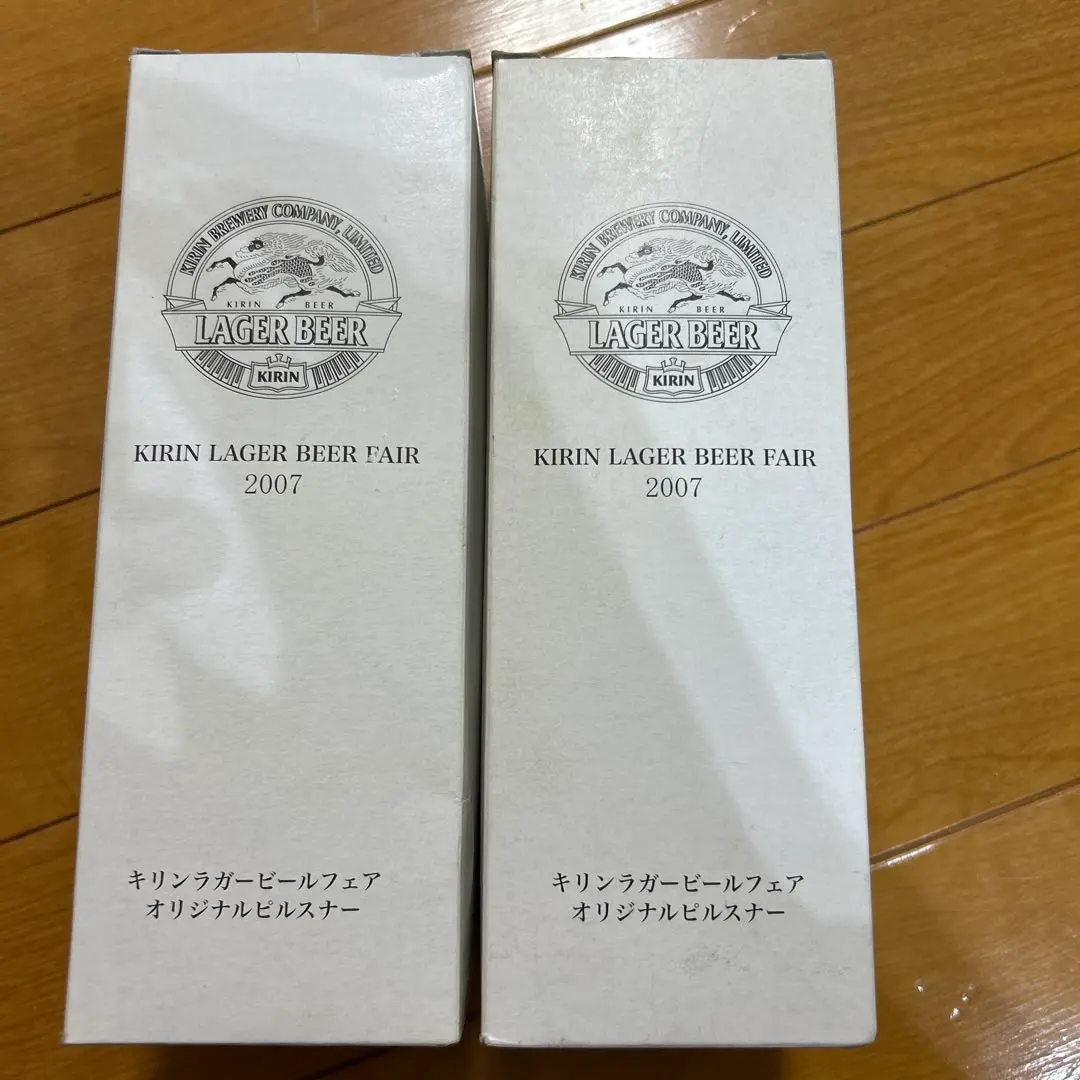 KIRIN BREWERY COMPANY, LIMITED
KIRIN BEER
LAGER BEER
KIRIN
KIRIN LAGER BEER FAIR
2007
キリンラガービールフェア
オリジナルピルスナー
KIRIN BREWERY COMPANY, LIMITED
KIRIN BEER
LAGER BEER
KIRIN
KIRIN LAGER BEER FAIR
2007
キリンラガービールフェア
オリジナルピルスナー